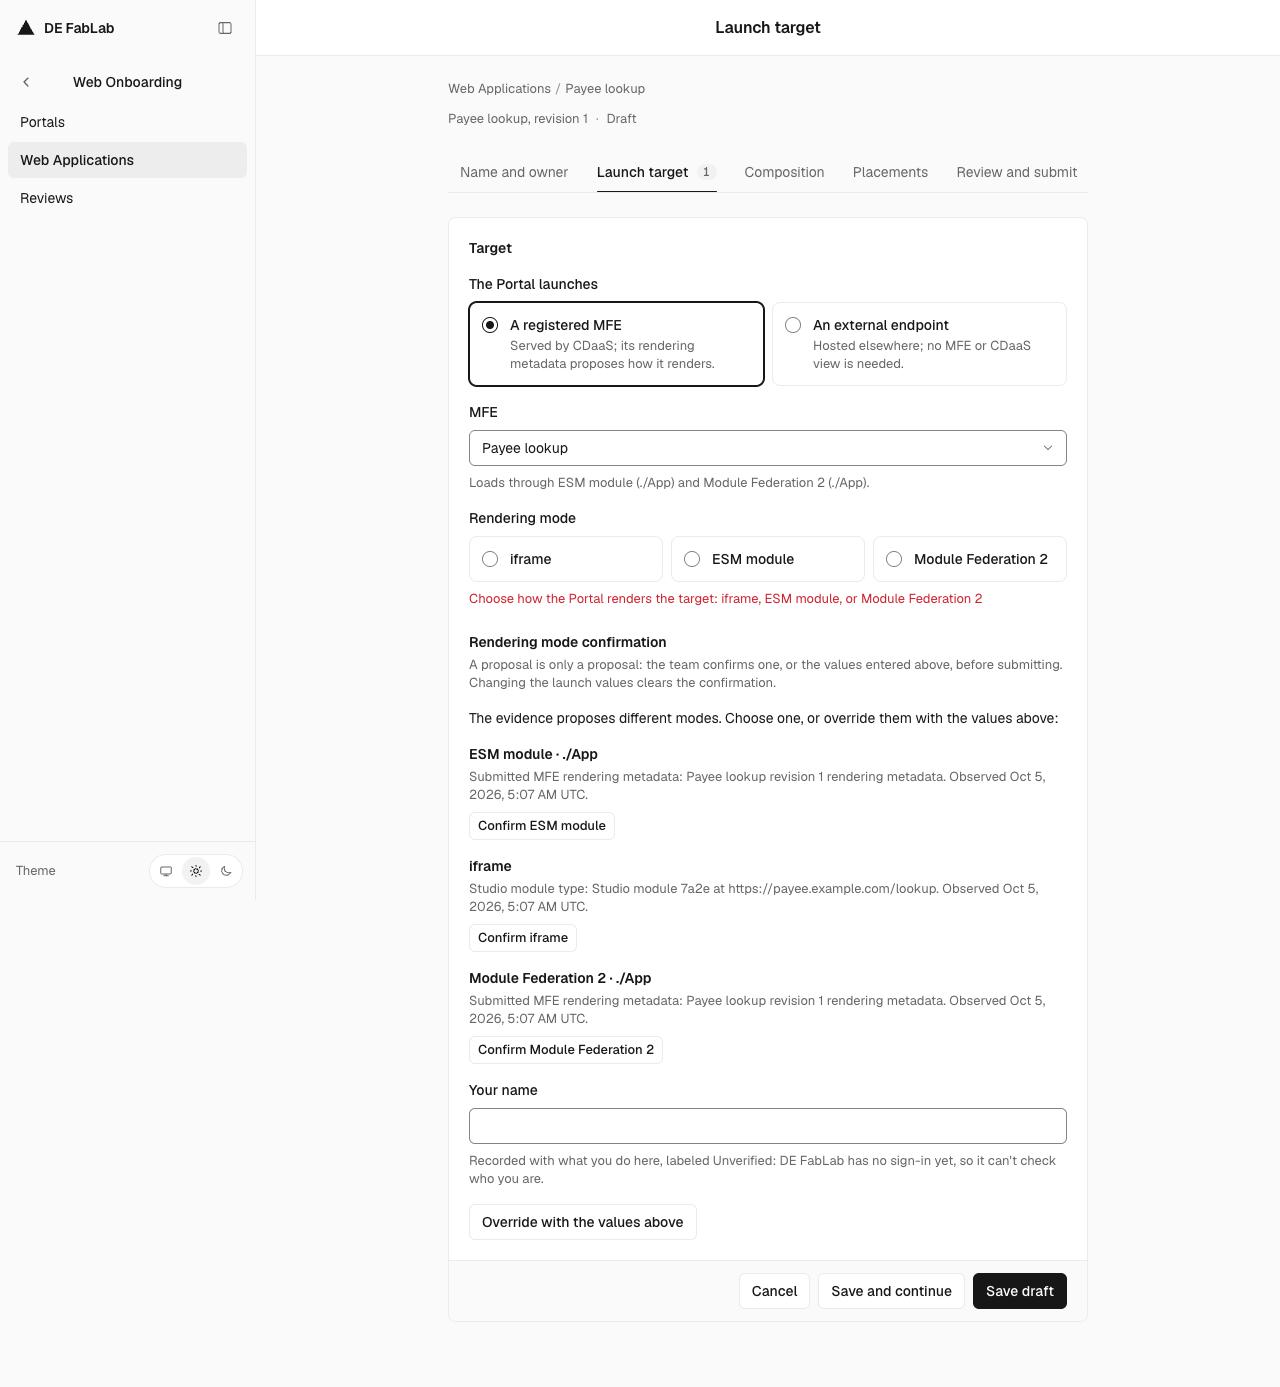 DE FabLab
Launch target
Web Onboarding
Portals
Web Applications
Reviews
Theme
Web Applications / Payee lookup
Payee lookup, revision 1 · Draft
Name and owner
Launch target 1
Composition
Placements
Review and submit
Target
The Portal launches
A registered MFE
Served by CDaaS; its rendering
metadata proposes how it renders.
An external endpoint
Hosted elsewhere; no MFE or CDaaS
view is needed.
MFE
Payee lookup
Loads through ESM module (./App) and Module Federation 2 (./App).
Rendering mode
iframe
ESM module
Module Federation 2
Choose how the Portal renders the target: iframe, ESM module, or Module Federation 2
Rendering mode confirmation
A proposal is only a proposal: the team confirms one, or the values entered above, before submitting.
Changing the launch values clears the confirmation.
The evidence proposes different modes. Choose one, or override them with the values above:
ESM module · ./App
Submitted MFE rendering metadata: Payee lookup revision 1 rendering metadata. Observed Oct 5,
2026, 5:07 AM UTC.
Confirm ESM module
iframe
Studio module type: Studio module 7a2e at https://payee.example.com/lookup. Observed Oct 5,
2026, 5:07 AM UTC.
Confirm iframe
Module Federation 2 · ./App
Submitted MFE rendering metadata: Payee lookup revision 1 rendering metadata. Observed Oct 5,
2026, 5:07 AM UTC.
Confirm Module Federation 2
Your name
Recorded with what you do here, labeled Unverified: DE FabLab has no sign-in yet, so it can't check
who you are.
Override with the values above
Cancel
Save and continue
Save draft